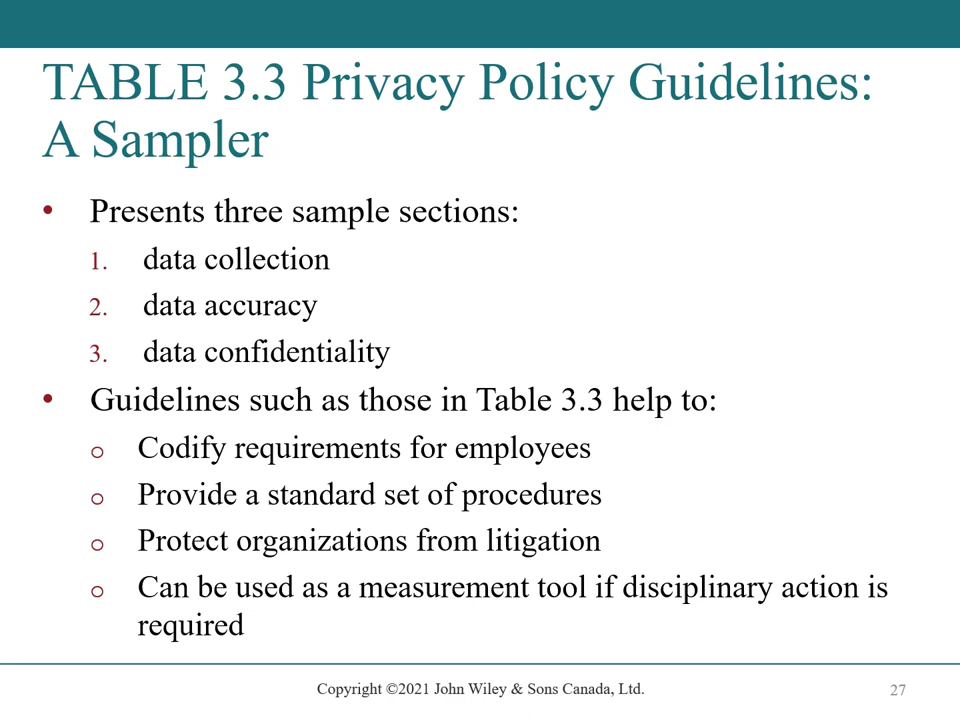 TABLE 3.3 Privacy Policy Guidelines:
A Sampler
• Presents three sample sections:
1. data collection
2. data accuracy
3. data confidentiality
• Guidelines such as those in Table 3.3 help to:
o Codify requirements for employees
o Provide a standard set of procedures
o Protect organizations from litigation
o Can be used as a measurement tool if disciplinary action is
required
Copyright ©2021 John Wiley & Sons Canada, Ltd.
27